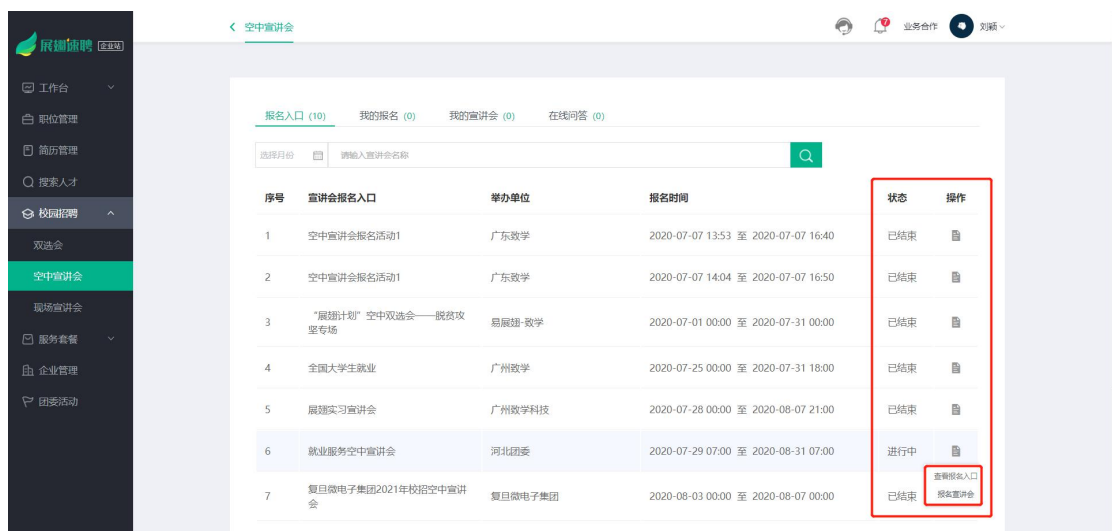 空中宣讲会
7
业务合作
刘颖
展翅速聘 企业站
工作台
职位管理
简历管理
搜索人才
校园招聘
双选会
空中宣讲会
现场宣讲会
服务套餐
企业管理
团委活动
报名入口 (10) 我的报名 (0) 我的宣讲会 (0) 在线问答 (0)
选择月份 请输入宣讲会名称
序号 宣讲会报名入口 举办单位 报名时间 状态 操作
1 空中宣讲会报名活动1 广东致学 2020-07-07 13:53 至 2020-07-07 16:40 已结束
2 空中宣讲会报名活动1 广东致学 2020-07-07 14:04 至 2020-07-07 16:50 已结束
3 “展翅计划”空中双选会——脱贫攻坚专场 易展翅-致学 2020-07-01 00:00 至 2020-07-31 00:00 已结束
4 全国大学生就业 广州致学 2020-07-25 00:00 至 2020-07-31 18:00 已结束
5 展翅实习宣讲会 广州致学科技 2020-07-28 00:00 至 2020-08-07 21:00 已结束
6 就业服务空中宣讲会 河北团委 2020-07-29 07:00 至 2020-08-31 07:00 进行中
查看报名入口
报名宣讲会
7 复旦微电子集团2021年校招空中宣讲会 复旦微电子集团 2020-08-03 00:00 至 2020-08-07 00:00 已结束